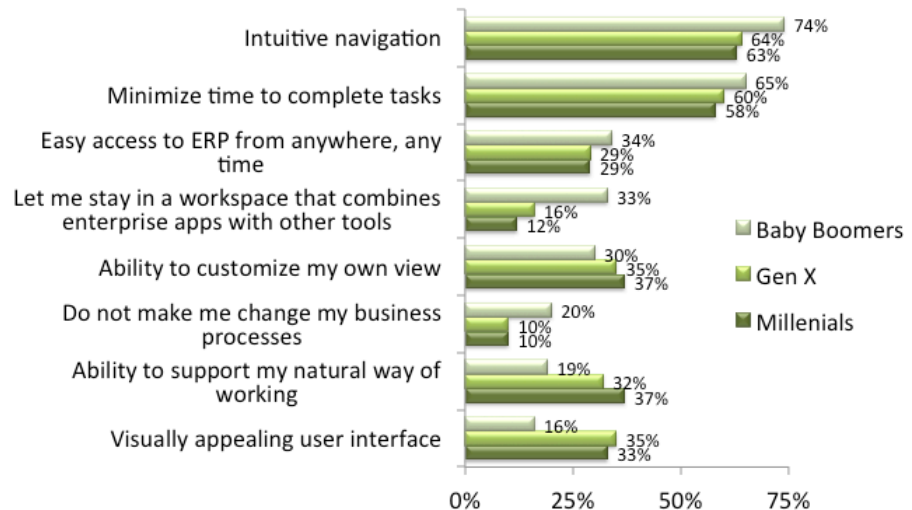 Intuitive navigation
74%
64%
63%
Minimize time to complete tasks
65%
60%
58%
Easy access to ERP from anywhere, any
time
34%
29%
29%
Let me stay in a workspace that combines
enterprise apps with other tools
33%
16%
12%
Ability to customize my own view
30%
35%
37%
Do not make me change my business
processes
20%
10%
10%
Ability to support my natural way of
working
19%
32%
37%
Visually appealing user interface
16%
35%
33%
0%
25%
50%
75%
Baby Boomers
Gen X
Millenials